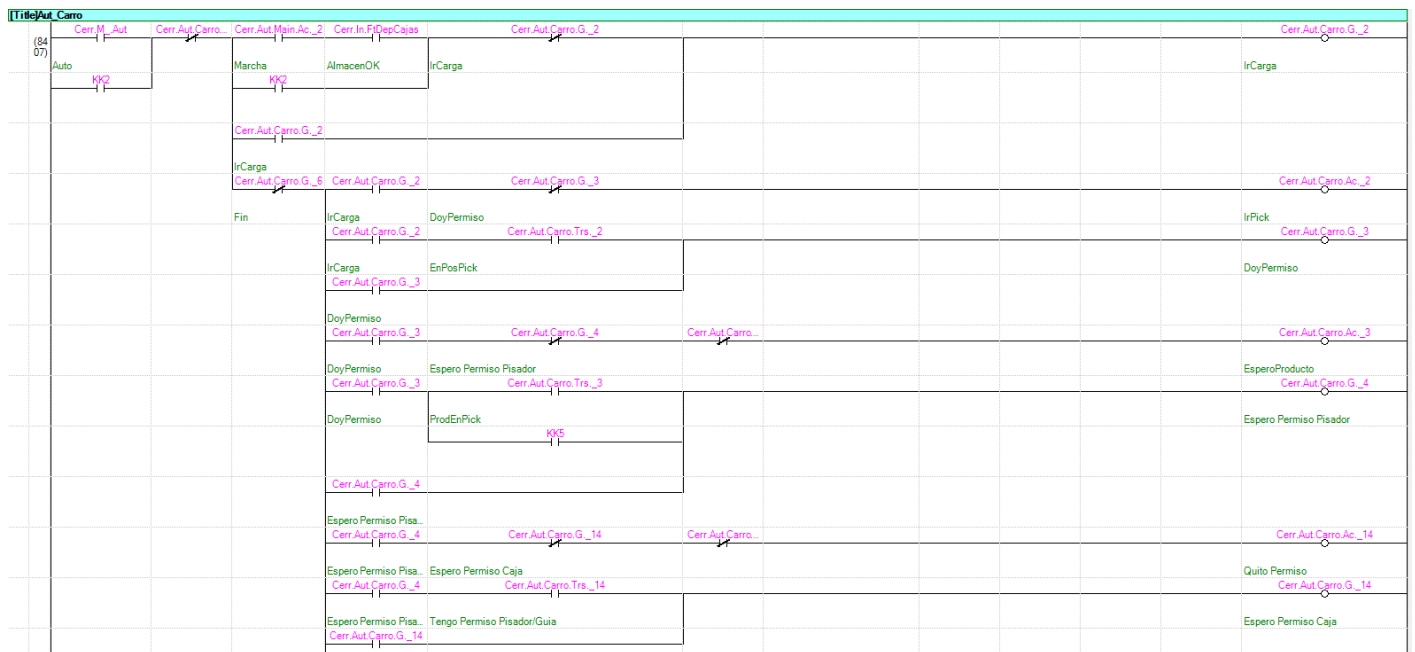 [Title]Aut_Carro
Cerr.M_.Aut Cerr.Aut.Carro... Cerr.Aut.Main.Ac._2 Cerr.In.FtDepCajas Cerr.Aut.Carro.G._2 Cerr.Aut.Carro.G._2
(84
07)
Auto Marcha AlmacenOK IrCarga IrCarga
KK2 KK2
Cerr.Aut.Carro.G._2
IrCarga
Cerr.Aut.Carro.G._6 Cerr.Aut.Carro.G._2 Cerr.Aut.Carro.G._3 Cerr.Aut.Carro.Ac._2
Fin IrCarga DoyPermiso IrPick
Cerr.Aut.Carro.G._2 Cerr.Aut.Carro.Trs._2 Cerr.Aut.Carro.G._3
IrCarga EnPosPick DoyPermiso
Cerr.Aut.Carro.G._3
DoyPermiso
Cerr.Aut.Carro.G._3 Cerr.Aut.Carro.G._4 Cerr.Aut.Carro... Cerr.Aut.Carro.Ac._3
DoyPermiso Espero Permiso Pisador EsperoProducto
Cerr.Aut.Carro.G._3 Cerr.Aut.Carro.Trs._3 Cerr.Aut.Carro.G._4
DoyPermiso ProdEnPick Espero Permiso Pisador
KK5
Cerr.Aut.Carro.G._4
Espero Permiso Pisa...
Cerr.Aut.Carro.G._4 Cerr.Aut.Carro.G._14 Cerr.Aut.Carro... Cerr.Aut.Carro.Ac._14
Espero Permiso Pisa... Espero Permiso Caja Quito Permiso
Cerr.Aut.Carro.G._4 Cerr.Aut.Carro.Trs._14 Cerr.Aut.Carro.G._14
Espero Permiso Pisa... Tengo Permiso Pisador/Guia Espero Permiso Caja
Cerr.Aut.Carro.G._14